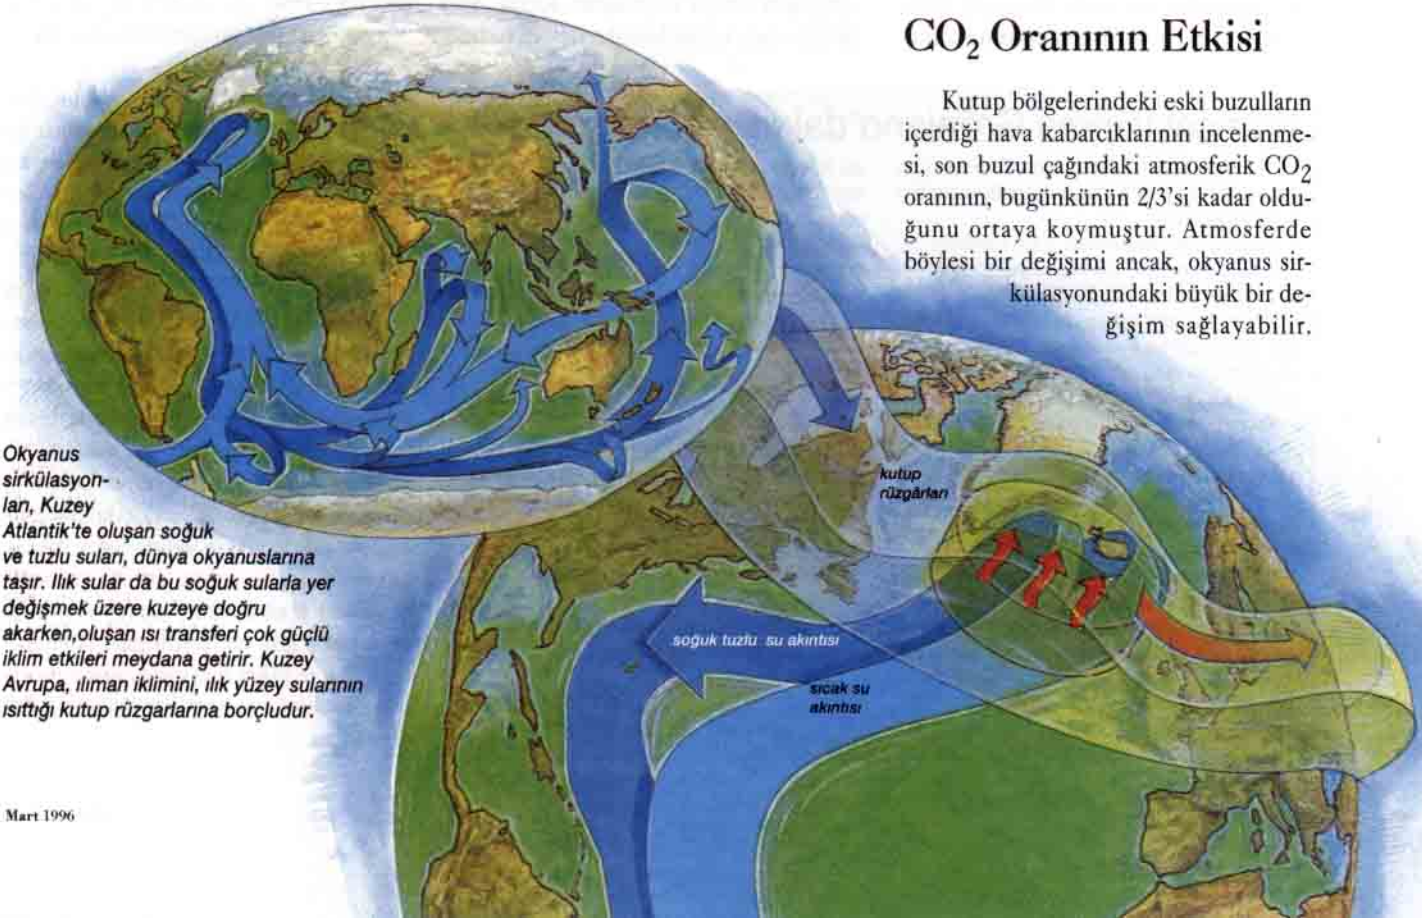 CO₂ Oranının Etkisi
Kutup bölgelerindeki eski buzulların
içerdiği hava kabarcıklarının incelenme-
si, son buzul çağındaki atmosferik CO₂
oranının, bugünkünün 2/3'si kadar oldu-
ğunu ortaya koymuştur. Atmosferde
böylesi bir değişimi ancak, okyanus sir-
külasyonundaki büyük bir de-
ğişim sağlayabilir.
Okyanus
sirkülasyon-
ları, Kuzey
Atlantik'te oluşan soğuk
ve tuzlu suları, dünya okyanuslarına
taşır. Ilık sular da bu soğuk sularla yer
değişmek üzere kuzeye doğru
akarken,oluşan ısı transferi çok güçlü
iklim etkileri meydana getirir. Kuzey
Avrupa, ılıman iklimini, ılık yüzey sularının
ısıttığı kutup rüzgarlarına borçludur.
kutup
rüzgârları
soğuk tuzlu su akıntısı
sıcak su
akıntısı
Mart 1996